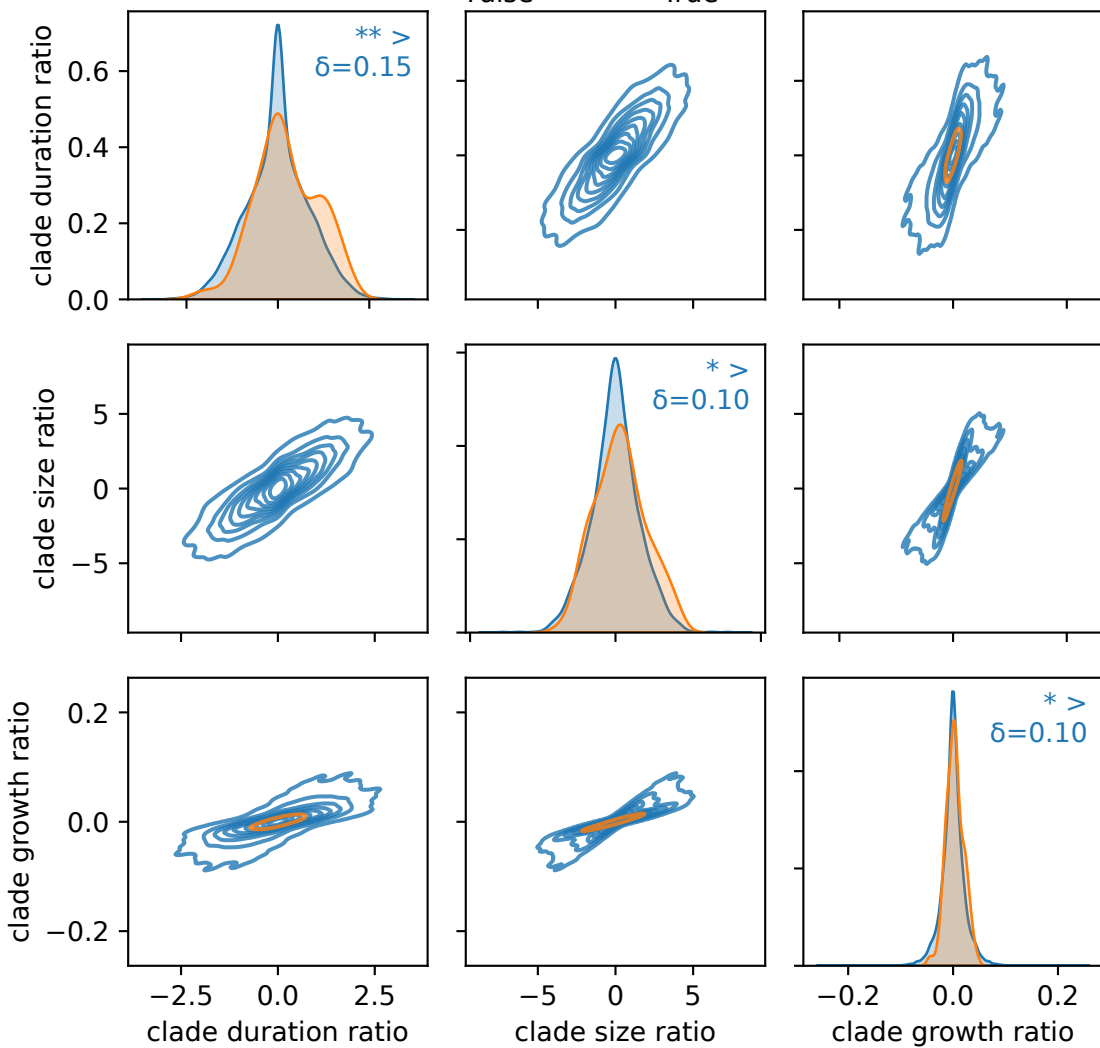 clade duration ratio
0.6
0.4
0.2
0.0
** >
δ=0.15
clade size ratio
5
0
−5
* >
δ=0.10
clade growth ratio
0.2
0.0
−0.2
* >
δ=0.10
−2.5 0.0 2.5
−5 0 5
−0.2 0.0 0.2
clade duration ratio
clade size ratio
clade growth ratio